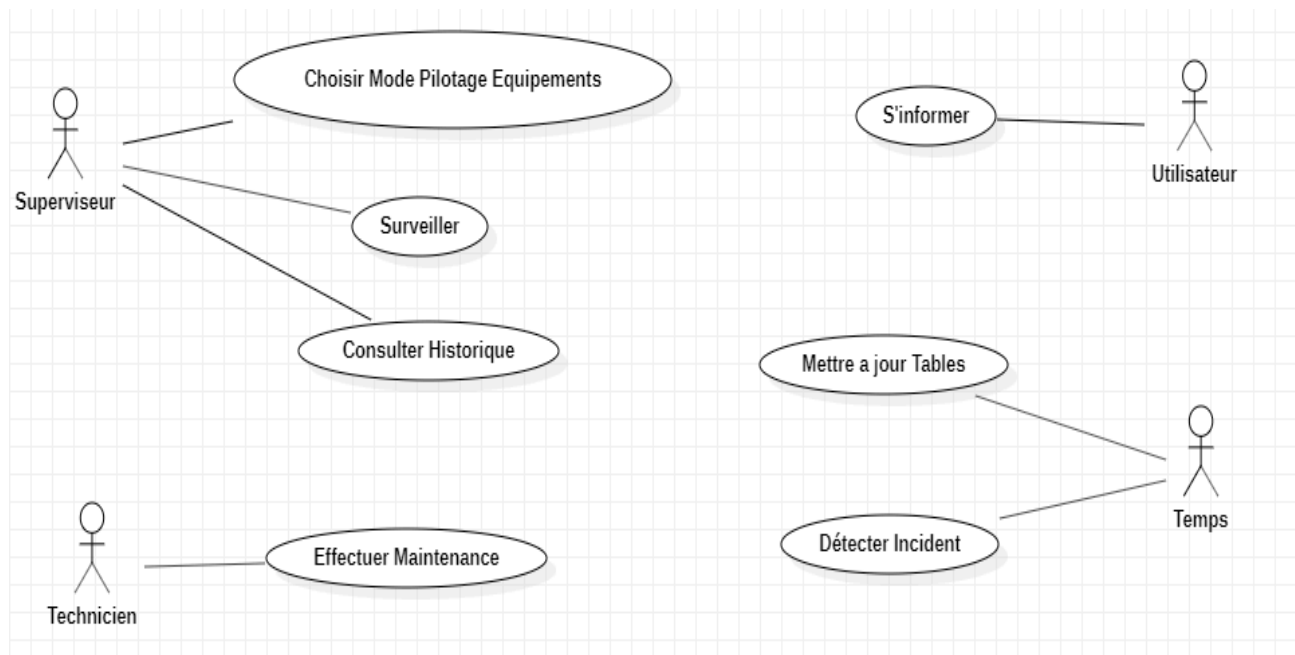 Choisir Mode Pilotage Equipements
S'informer
Utilisateur
Superviseur
Surveiller
Consulter Historique
Mettre a jour Tables
Temps
Détecter Incident
Effectuer Maintenance
Technicien